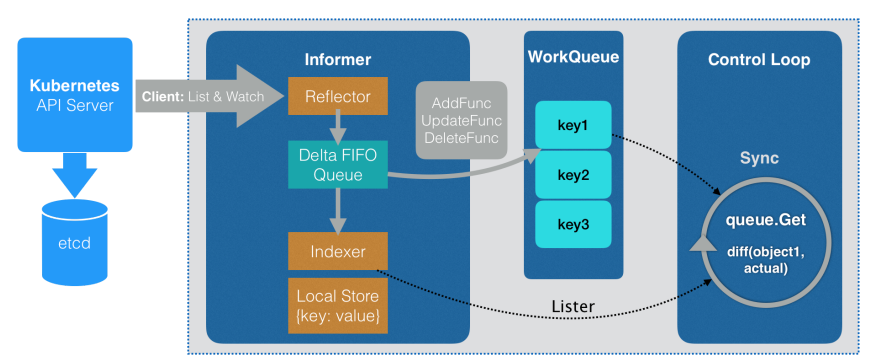 Kubernetes
API Server
etcd
Client: List & Watch
Informer
Reflector
Delta FIFO
Queue
Indexer
Local Store
{key: value}
AddFunc
UpdateFunc
DeleteFunc
WorkQueue
key1
key2
key3
Lister
Control Loop
Sync
queue.Get
diff(object1,
actual)